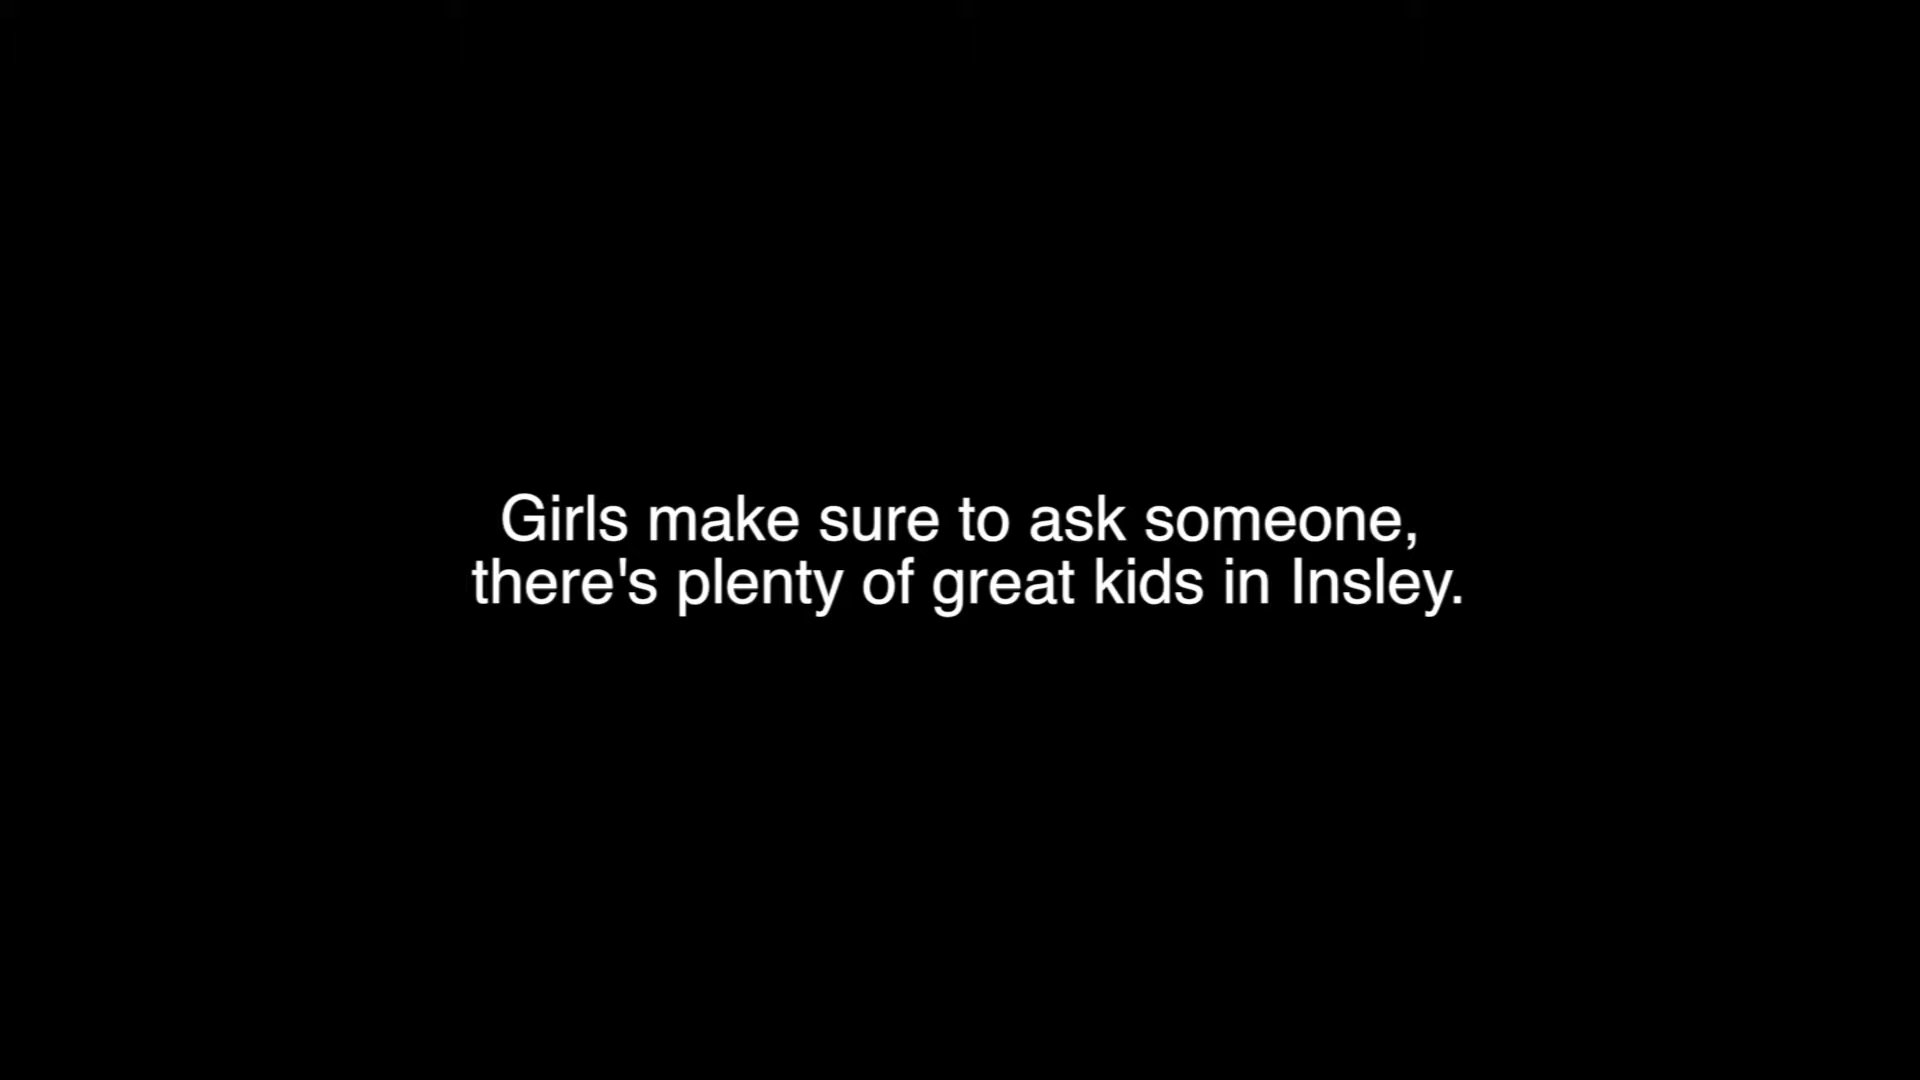 Girls make sure to ask someone,
there's plenty of great kids in Insley.